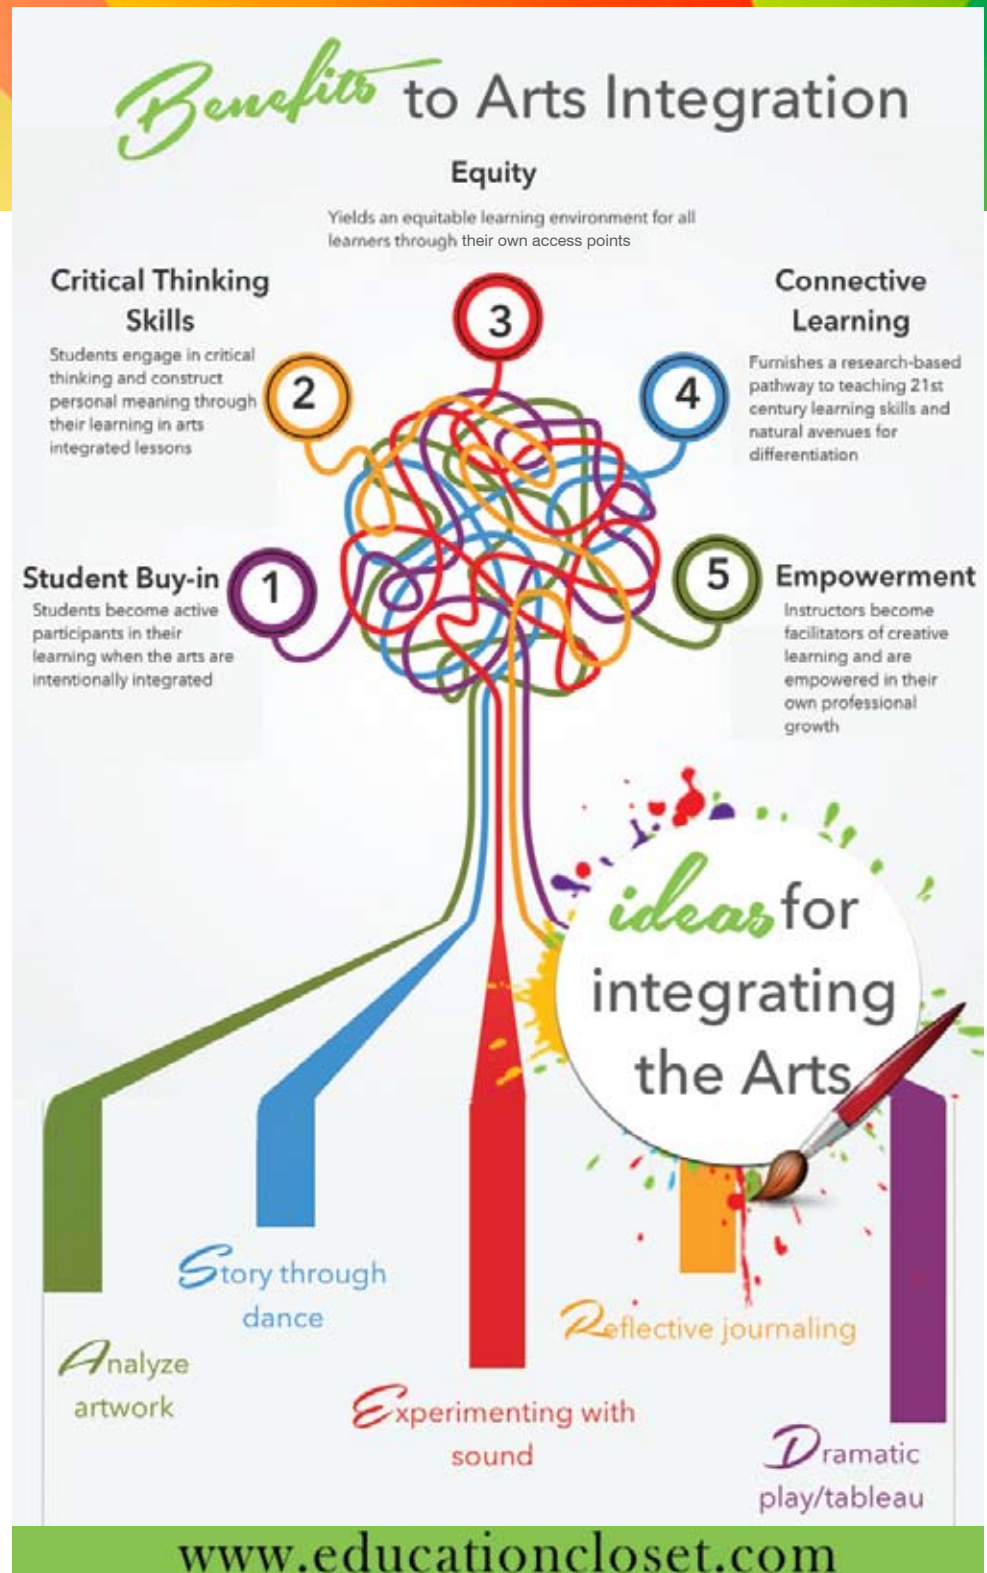 Benefits to Arts Integration
Equity
Yields an equitable learning environment for all
learners through their own access points
3
Critical Thinking
Skills
Students engage in critical
thinking and construct
personal meaning through
their learning in arts
integrated lessons
2
Connective
Learning
Furnishes a research-based
pathway to teaching 21st
century learning skills and
natural avenues for
differentiation
4
Student Buy-in
Students become active
participants in their
learning when the arts are
intentionally integrated
1
5
Empowerment
Instructors become
facilitators of creative
learning and are
empowered in their
own professional
growth
ideas for
integrating
the Arts
Story through
dance
Reflective journaling
Analyze
artwork
Experimenting with
sound
Dramatic
play/tableau
www.educationcloset.com